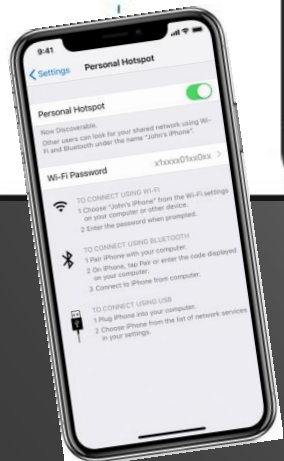 9:41
Settings
Personal Hotspot
Personal Hotspot
Now Discoverable.
Other users can look for your shared network using Wi-
Fi and Bluetooth under the name "John's iPhone".
Wi-Fi Password x1xxxx01xx0xx
TO CONNECT USING WI-FI
1 Choose "John's iPhone" from the Wi-Fi settings
on your computer or other device.
2 Enter the password when prompted.
TO CONNECT USING BLUETOOTH
1 Pair iPhone with your computer.
2 On iPhone, tap Pair or enter the code displayed
on your computer.
3 Connect to iPhone from computer.
TO CONNECT USING USB
1 Plug iPhone into your computer.
2 Choose iPhone from the list of network services
in your settings.